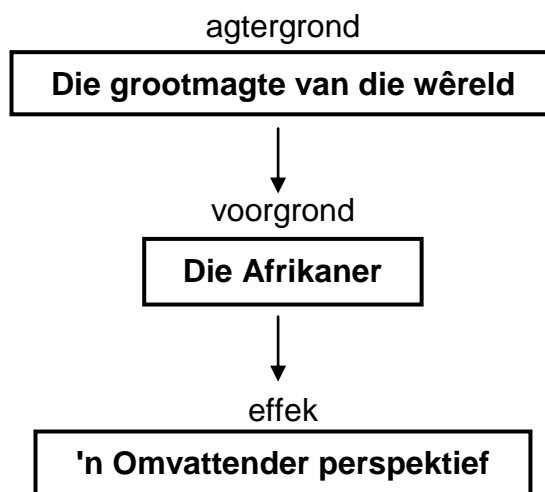 agtergrond
Die grootmagte van die wêreld
voorgrond
Die Afrikaner
effek
'n Omvattender perspektief